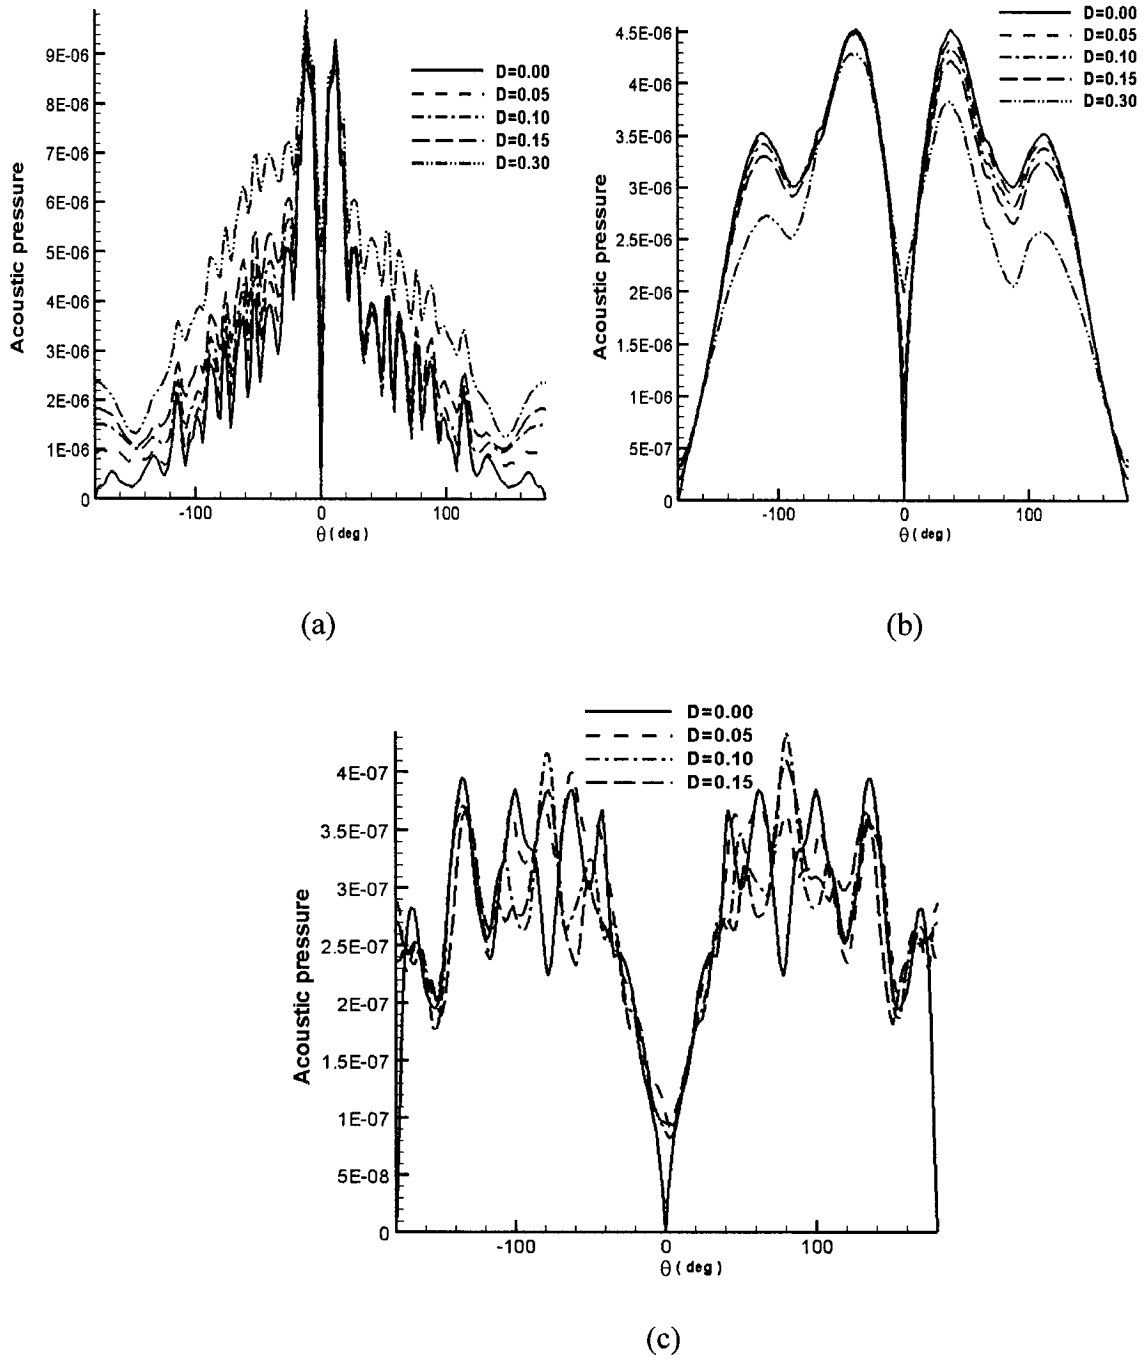 D=0.00
D=0.05
D=0.10
D=0.15
D=0.30
Acoustic pressure
9E-06
8E-06
7E-06
6E-06
5E-06
4E-06
3E-06
2E-06
1E-06
0
-100 0 100
θ ( deg )
(a)
D=0.00
D=0.05
D=0.10
D=0.15
D=0.30
Acoustic pressure
4.5E-06
4E-06
3.5E-06
3E-06
2.5E-06
2E-06
1.5E-06
1E-06
5E-07
0
-100 0 100
θ ( deg )
(b)
D=0.00
D=0.05
D=0.10
D=0.15
Acoustic pressure
4E-07
3.5E-07
3E-07
2.5E-07
2E-07
1.5E-07
1E-07
5E-08
0
-100 0 100
θ ( deg )
(c)